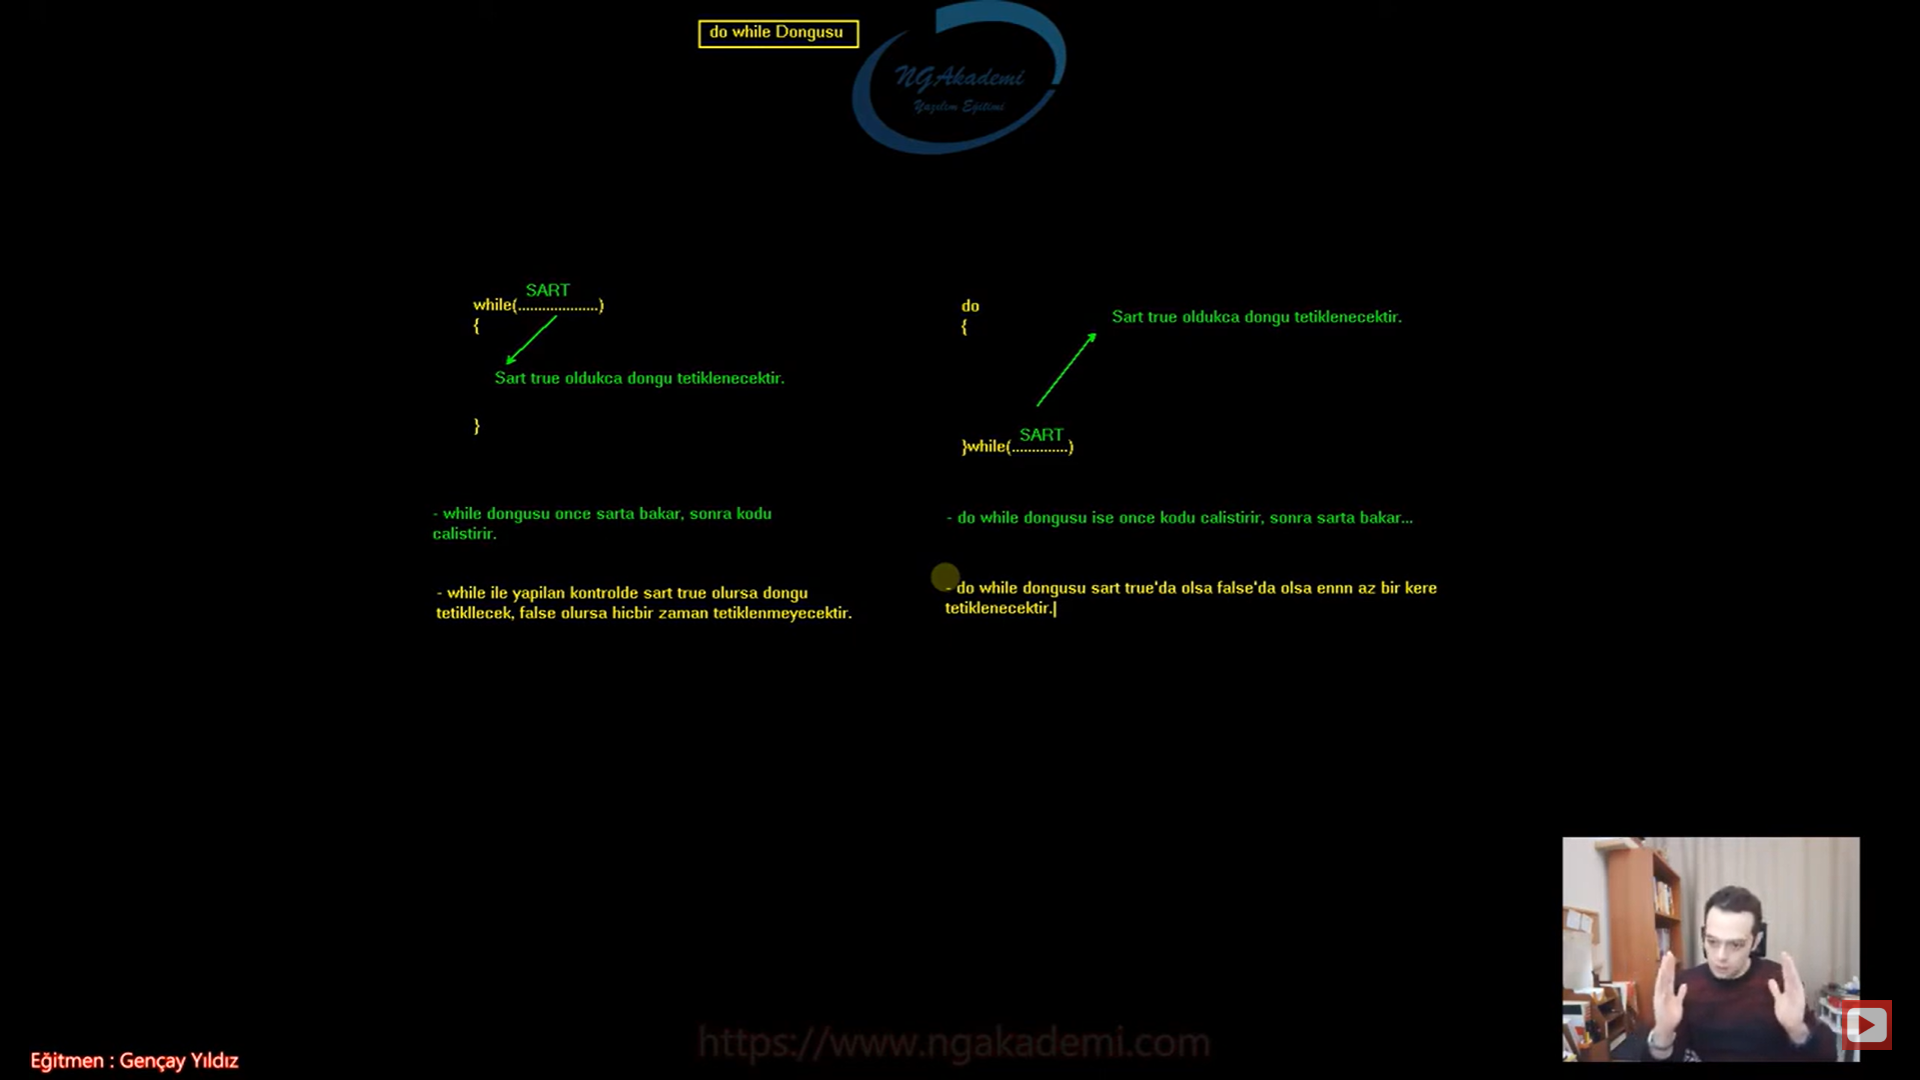 do while Dongusu
NGAkademi
Yazılım Eğitimi
SART
while(....................)
{
Sart true oldukca dongu tetiklenecektir.
}
do
{
Sart true oldukca dongu tetiklenecektir.
SART
}while(..............)
- while dongusu once sarta bakar, sonra kodu
calistirir.
- do while dongusu ise once kodu calistirir, sonra sarta bakar...
- while ile yapilan kontrolde sart true olursa dongu
tetikllecek, false olursa hicbir zaman tetiklenmeyecektir.
- do while dongusu sart true'da olsa false'da olsa ennn az bir kere
tetiklenecektir.
https://www.ngakademi.com
Eğitmen : Gençay Yıldız